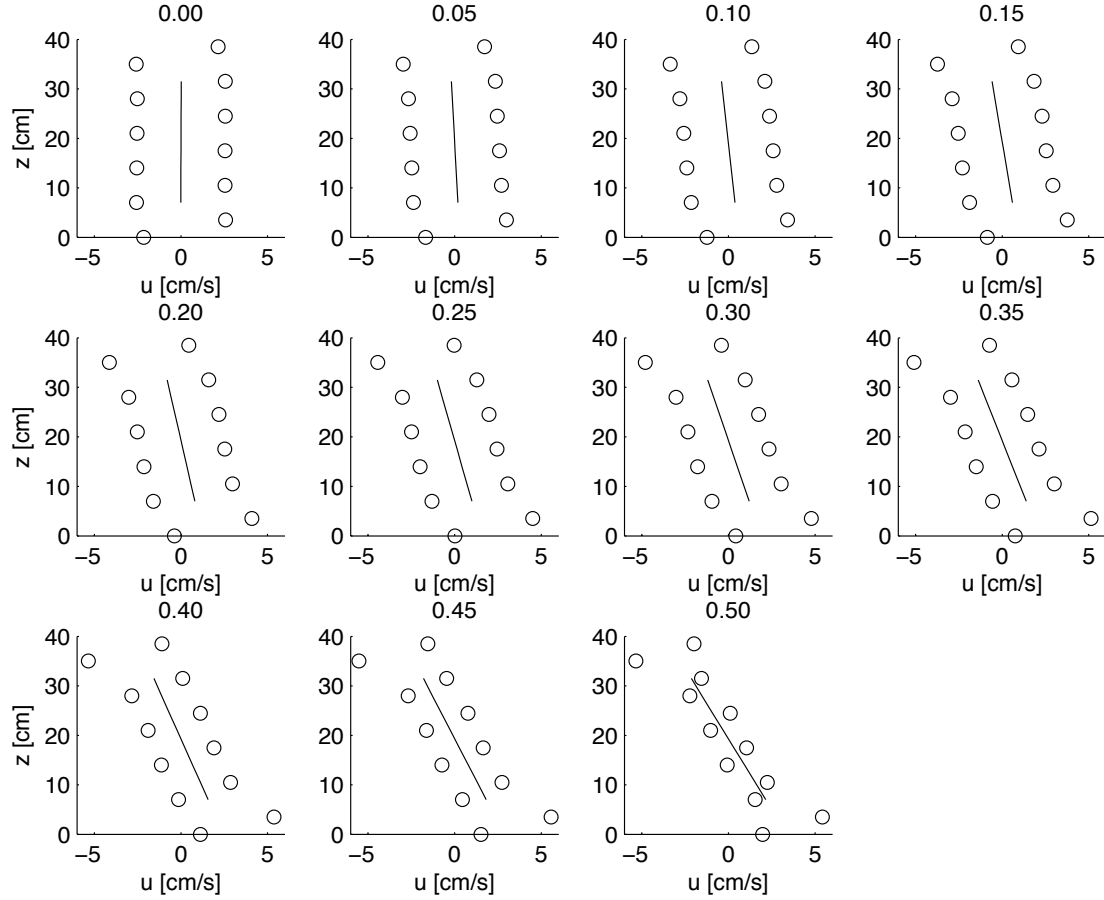 0.00 0.05 0.10 0.15
40 40 40 40
30 30 30 30
20 20 20 20
10 10 10 10
0 0 0 0
z [cm]
−5 0 5 −5 0 5 −5 0 5 −5 0 5
u [cm/s] u [cm/s] u [cm/s] u [cm/s]
0.20 0.25 0.30 0.35
40 40 40 40
30 30 30 30
20 20 20 20
10 10 10 10
0 0 0 0
z [cm]
−5 0 5 −5 0 5 −5 0 5 −5 0 5
u [cm/s] u [cm/s] u [cm/s] u [cm/s]
0.40 0.45 0.50
40 40 40
30 30 30
20 20 20
10 10 10
0 0 0
z [cm]
−5 0 5 −5 0 5 −5 0 5
u [cm/s] u [cm/s] u [cm/s]